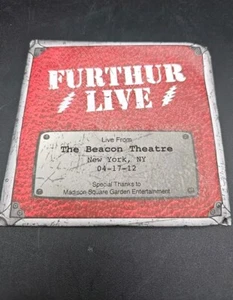 FURTHUR
LIVE
Live From
The Beacon Theatre
New York, NY
04-17-12
Special Thanks to
Madison Square Garden Entertainment